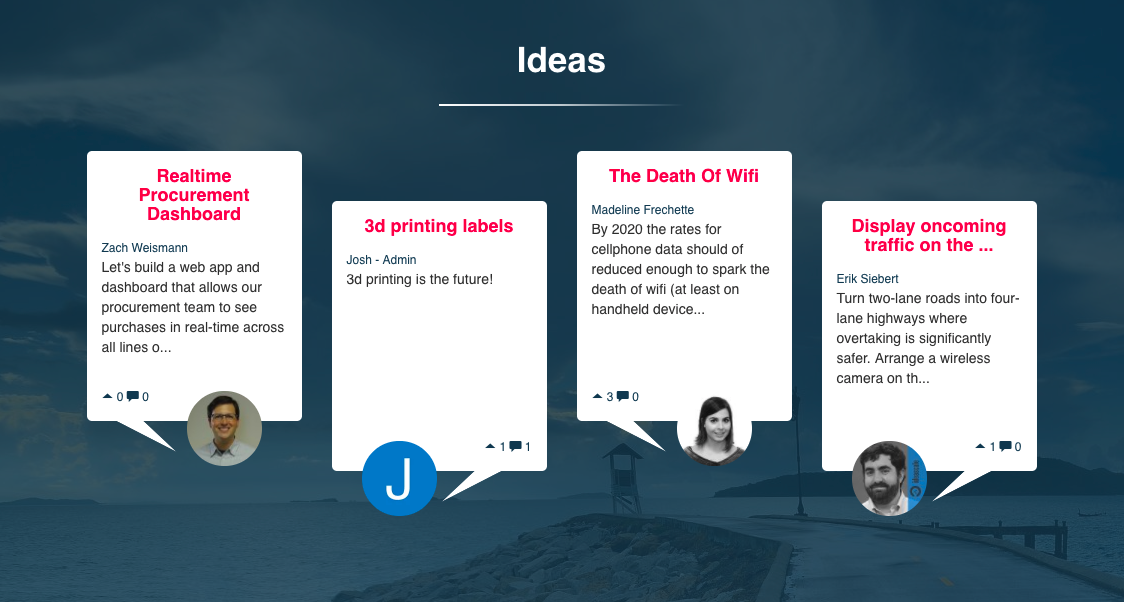 Ideas
Realtime
Procurement
Dashboard
Zach Weismann
Let's build a web app and
dashboard that allows our
procurement team to see
purchases in real-time across
all lines o...
0 0
3d printing labels
Josh - Admin
3d printing is the future!
1 1
J
The Death Of Wifi
Madeline Frechette
By 2020 the rates for
cellphone data should of
reduced enough to spark the
death of wifi (at least on
handheld device...
3 0
Display oncoming
traffic on the ...
Erik Siebert
Turn two-lane roads into four-
lane highways where
overtaking is significantly
safer. Arrange a wireless
camera on th...
1 0